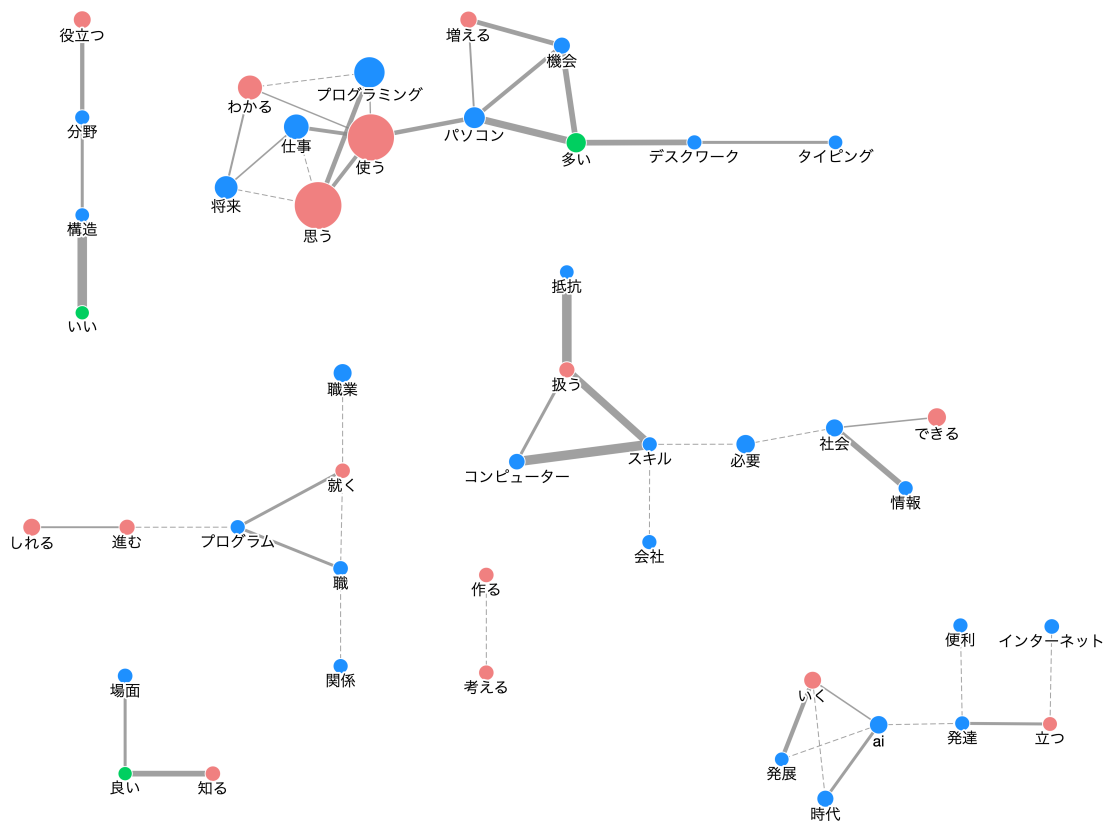 役立つ
増える
機会
プログラミング
わかる
分野
仕事
使う
パソコン
多い
デスクワーク
タイピング
将来
構造
思う
抵抗
いい
職業
扱う
できる
社会
スキル
必要
コンピューター
就く
情報
しれる
進む
プログラム
会社
職
作る
便利
インターネット
関係
考える
場面
いく
ai
発達
立つ
発展
良い
知る
時代